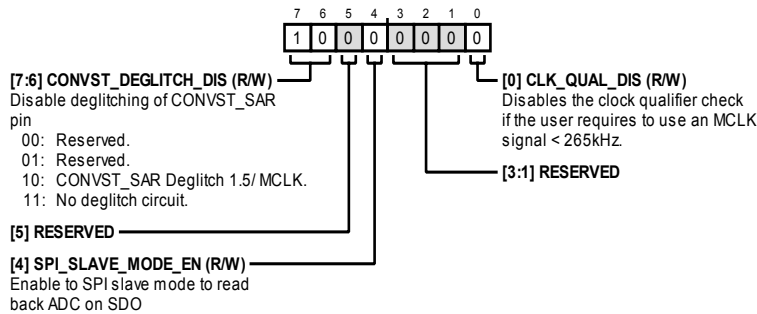 7 6 5 4 3 2 1 0
1 0 0 0 0 0 0 0
[7:6] CONVST_DEGLITCH_DIS (R/W)
Disable deglitching of CONVST_SAR
pin
00: Reserved.
01: Reserved.
10: CONVST_SAR Deglitch 1.5/ MCLK.
11: No deglitch circuit.
[5] RESERVED
[4] SPI_SLAVE_MODE_EN (R/W)
Enable to SPI slave mode to read
back ADC on SDO
[0] CLK_QUAL_DIS (R/W)
Disables the clock qualifier check
if the user requires to use an MCLK
signal < 265kHz.
[3:1] RESERVED